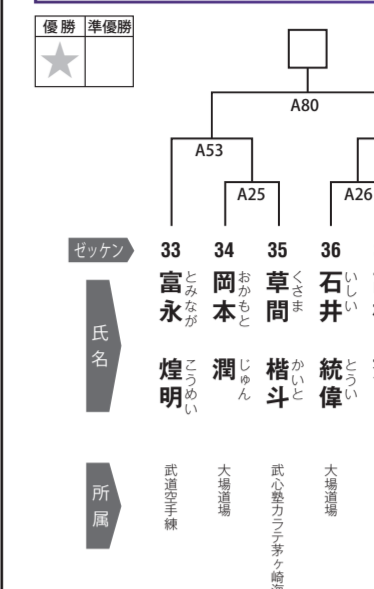 優勝 準優勝
A80
A53
A25 A26
ゼッケン 33 34 35 36
氏名
富永 煌明 とみなが こうめい
岡本 潤 おかもと じゅん
草間 楷斗 くさま かいと
石井 統偉 いしい とうい
所属
武道空手練
大場道場
武心塾カラテ茅ヶ崎海
大場道場